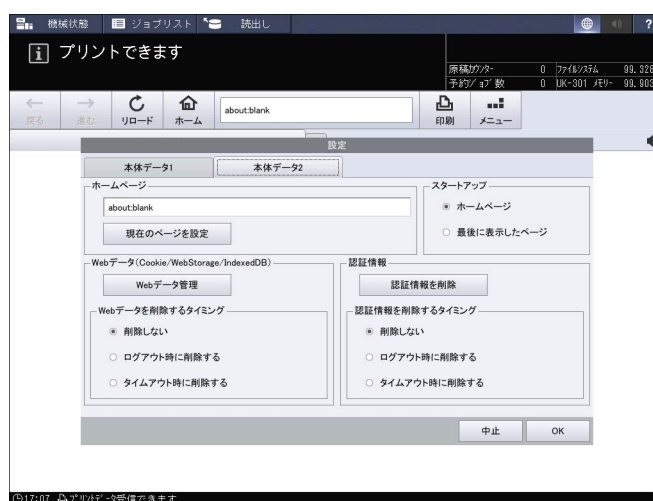 機械状態 ジョブリスト 読出し ?
i プリントできます
原稿カウンター 0 ファイルシステム 99.328
予約ジョブ数 0 UK-301 メモリー 99.903
戻る 進む リロード ホーム about:blank 印刷 メニュー
設定
本体データ1 本体データ2
ホームページ
about:blank
現在のページを設定
スタートアップ
ホームページ
最後に表示したページ
Webデータ(Cookie/WebStorage/IndexedDB)
Webデータ管理
Webデータを削除するタイミング
削除しない
ログアウト時に削除する
タイムアウト時に削除する
認証情報
認証情報を削除
認証情報を削除するタイミング
削除しない
ログアウト時に削除する
タイムアウト時に削除する
中止 OK
17:07 プリントデータ受信できます